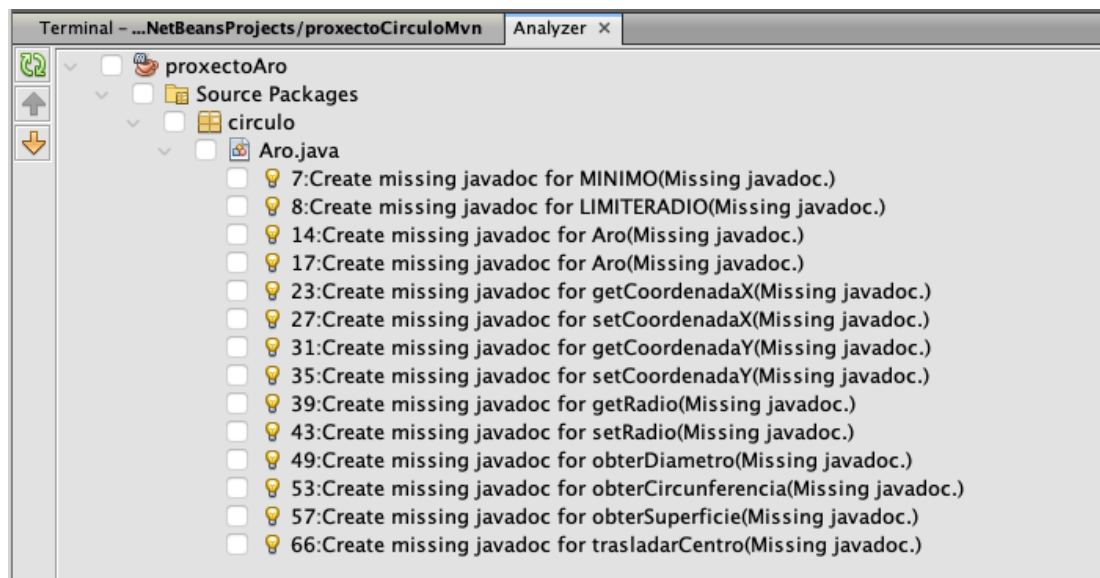 Terminal – ...NetBeansProjects/proxectoCirculoMvn Analyzer ×
proxectoAro
Source Packages
circulo
Aro.java
7:Create missing javadoc for MINIMO(Missing javadoc.)
8:Create missing javadoc for LIMITERADIO(Missing javadoc.)
14:Create missing javadoc for Aro(Missing javadoc.)
17:Create missing javadoc for Aro(Missing javadoc.)
23:Create missing javadoc for getCoordenadaX(Missing javadoc.)
27:Create missing javadoc for setCoordenadaX(Missing javadoc.)
31:Create missing javadoc for getCoordenadaY(Missing javadoc.)
35:Create missing javadoc for setCoordenadaY(Missing javadoc.)
39:Create missing javadoc for getRadio(Missing javadoc.)
43:Create missing javadoc for setRadio(Missing javadoc.)
49:Create missing javadoc for obterDiametro(Missing javadoc.)
53:Create missing javadoc for obterCircunferencia(Missing javadoc.)
57:Create missing javadoc for obterSuperficie(Missing javadoc.)
66:Create missing javadoc for trasladarCentro(Missing javadoc.)